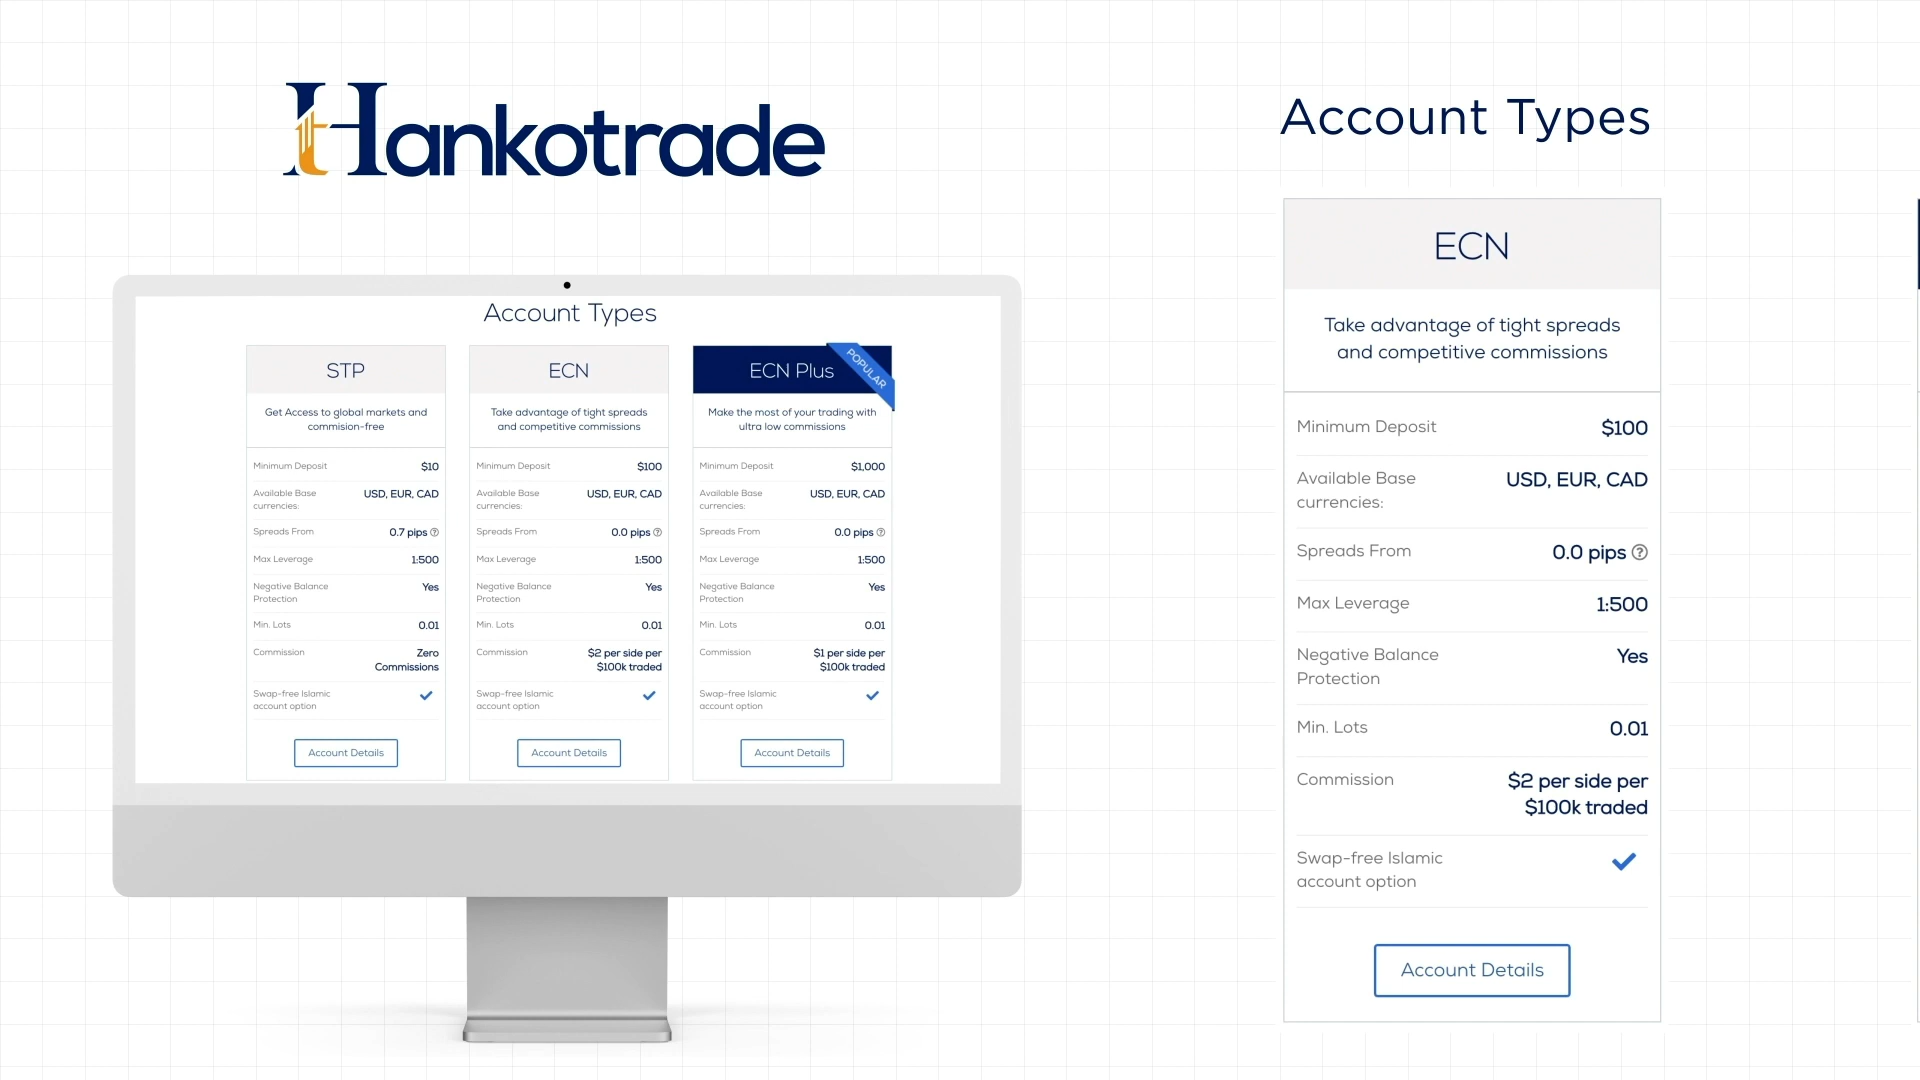 Hankotrade
Account Types
STP
Get Access to global markets and
commision-free
Minimum Deposit $10
Available Base USD, EUR, CAD
currencies:
Spreads From 0.7 pips ?
Max Leverage 1:500
Negative Balance Yes
Protection
Min. Lots 0.01
Commission Zero
Commissions
Swap-free Islamic
account option
Account Details
ECN
Take advantage of tight spreads
and competitive commissions
Minimum Deposit $100
Available Base USD, EUR, CAD
currencies:
Spreads From 0.0 pips ?
Max Leverage 1:500
Negative Balance Yes
Protection
Min. Lots 0.01
Commission $2 per side per
$100k traded
Swap-free Islamic
account option
Account Details
ECN Plus
POPULAR
Make the most of your trading with
ultra low commissions
Minimum Deposit $1,000
Available Base USD, EUR, CAD
currencies:
Spreads From 0.0 pips ?
Max Leverage 1:500
Negative Balance Yes
Protection
Min. Lots 0.01
Commission $1 per side per
$100k traded
Swap-free Islamic
account option
Account Details
Account Types
ECN
Take advantage of tight spreads
and competitive commissions
Minimum Deposit $100
Available Base USD, EUR, CAD
currencies:
Spreads From 0.0 pips ?
Max Leverage 1:500
Negative Balance Yes
Protection
Min. Lots 0.01
Commission $2 per side per
$100k traded
Swap-free Islamic
account option
Account Details